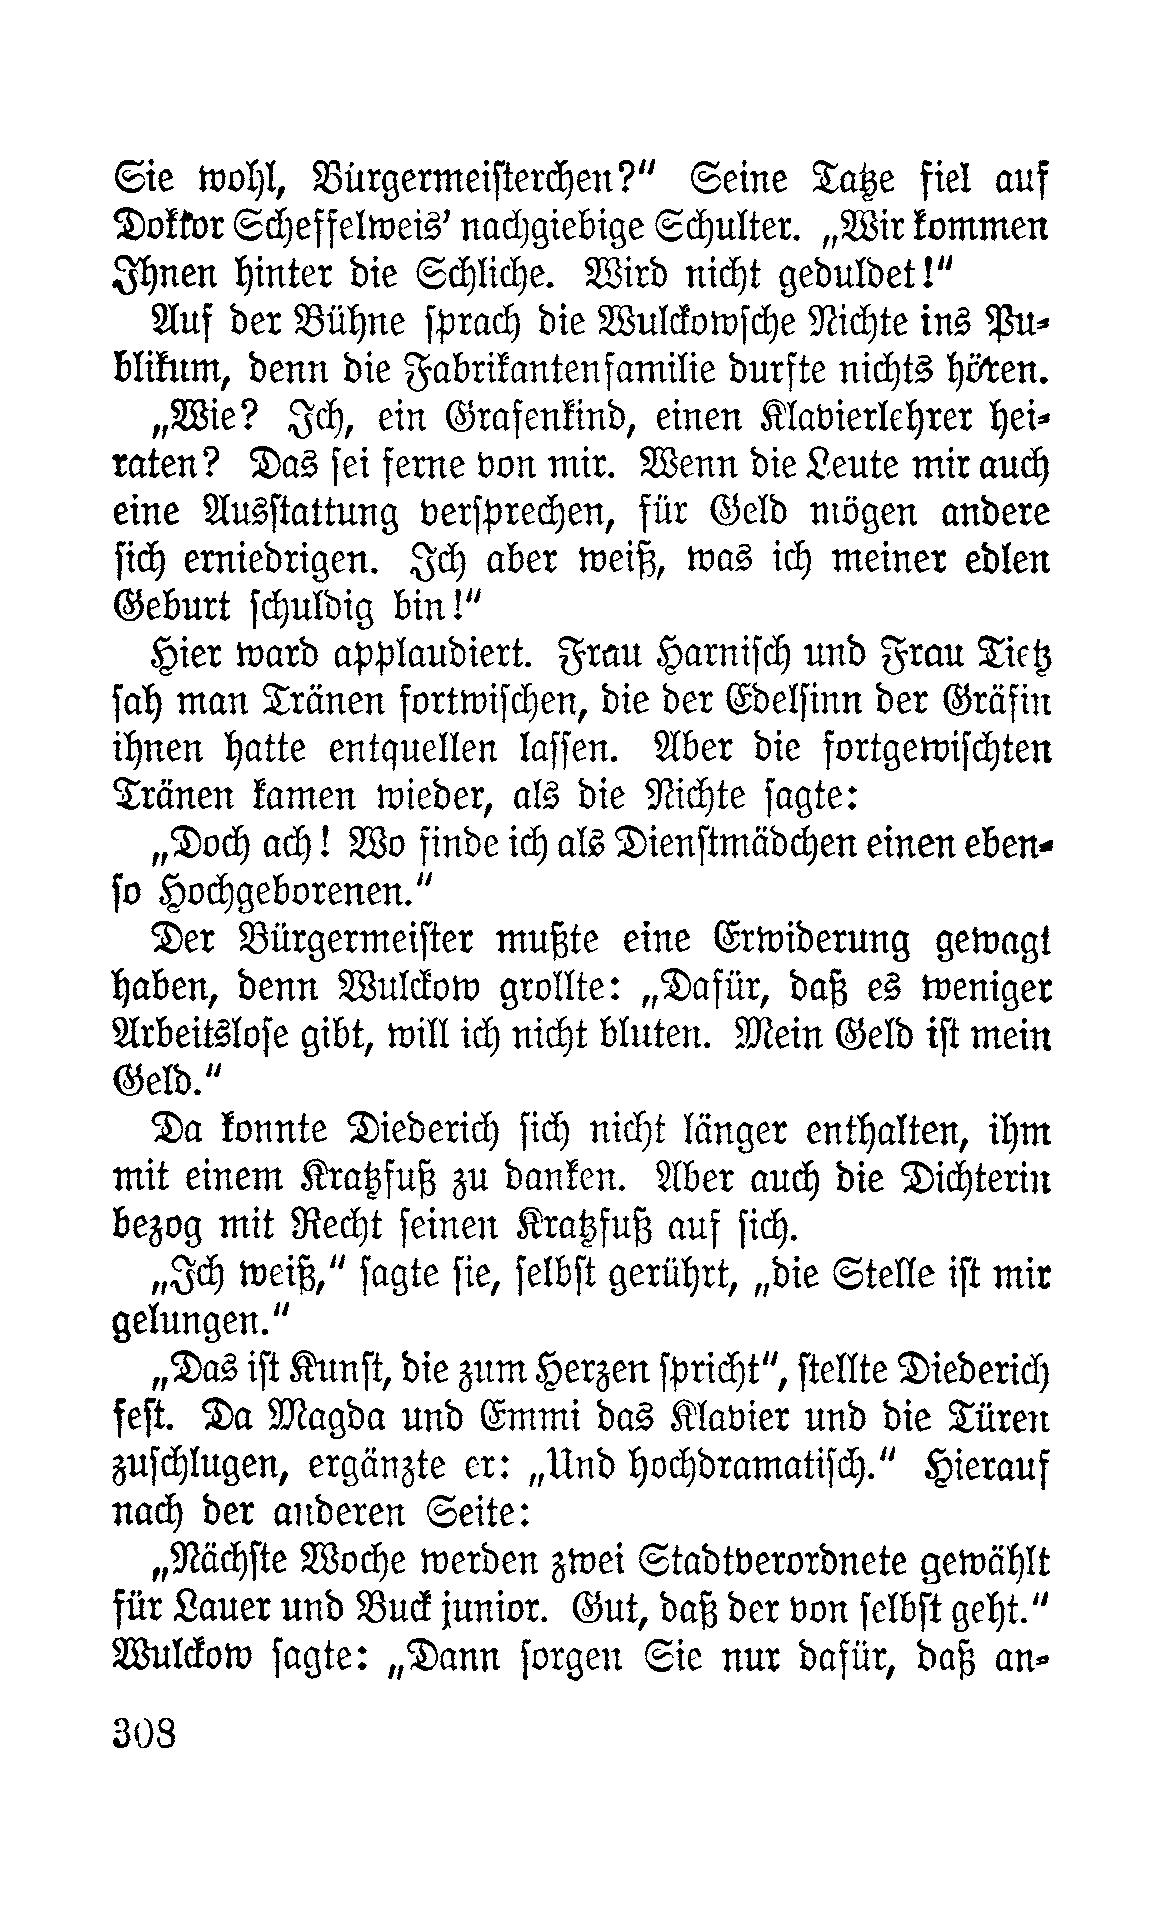 Sie wohl, Bürgermeisterchen?" Seine Tatze fiel auf
Doktor Scheffelweis' nachgiebige Schulter. „Wir kommen
Ihnen hinter die Schliche. Wird nicht geduldet!"
Auf der Bühne sprach die Wulckowsche Nichte ins Pu-
blikum, denn die Fabrikantenfamilie durfte nichts hören.
„Wie? Ich, ein Grafenkind, einen Klavierlehrer hei-
raten? Das sei ferne von mir. Wenn die Leute mir auch
eine Ausstattung versprechen, für Geld mögen andere
sich erniedrigen. Ich aber weiß, was ich meiner edlen
Geburt schuldig bin!"
Hier ward applaudiert. Frau Harnisch und Frau Tietz
sah man Tränen fortwischen, die der Edelsinn der Gräfin
ihnen hatte entquellen lassen. Aber die fortgewischten
Tränen kamen wieder, als die Nichte sagte:
„Doch ach! Wo finde ich als Dienstmädchen einen eben-
so Hochgeborenen."
Der Bürgermeister mußte eine Erwiderung gewagt
haben, denn Wulckow grollte: „Dafür, daß es weniger
Arbeitslose gibt, will ich nicht bluten. Mein Geld ist mein
Geld."
Da konnte Diederich sich nicht länger enthalten, ihm
mit einem Kratzfuß zu danken. Aber auch die Dichterin
bezog mit Recht seinen Kratzfuß auf sich.
„Ich weiß," sagte sie, selbst gerührt, „die Stelle ist mir
gelungen."
„Das ist Kunst, die zum Herzen spricht", stellte Diederich
fest. Da Magda und Emmi das Klavier und die Türen
zuschlugen, ergänzte er: „Und hochdramatisch." Hierauf
nach der anderen Seite:
„Nächste Woche werden zwei Stadtverordnete gewählt
für Lauer und Buck junior. Gut, daß der von selbst geht."
Wulckow sagte: „Dann sorgen Sie nur dafür, daß an-
308